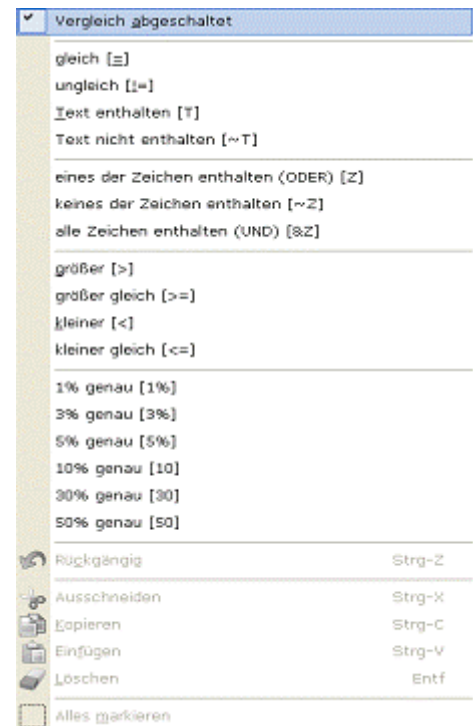 Vergleich abgeschaltet
gleich [=]
ungleich [!=]
Text enthalten [T]
Text nicht enthalten [~T]
eines der Zeichen enthalten (ODER) [Z]
keines der Zeichen enthalten [~Z]
alle Zeichen enthalten (UND) [&Z]
größer [>]
größer gleich [>=]
kleiner [<]
kleiner gleich [<=]
1% genau [1%]
3% genau [3%]
5% genau [5%]
10% genau [10]
30% genau [30]
50% genau [50]
Rückgängig Strg-Z
Ausschneiden Strg-X
Kopieren Strg-C
Einfügen Strg-V
Löschen Entf
Alles markieren